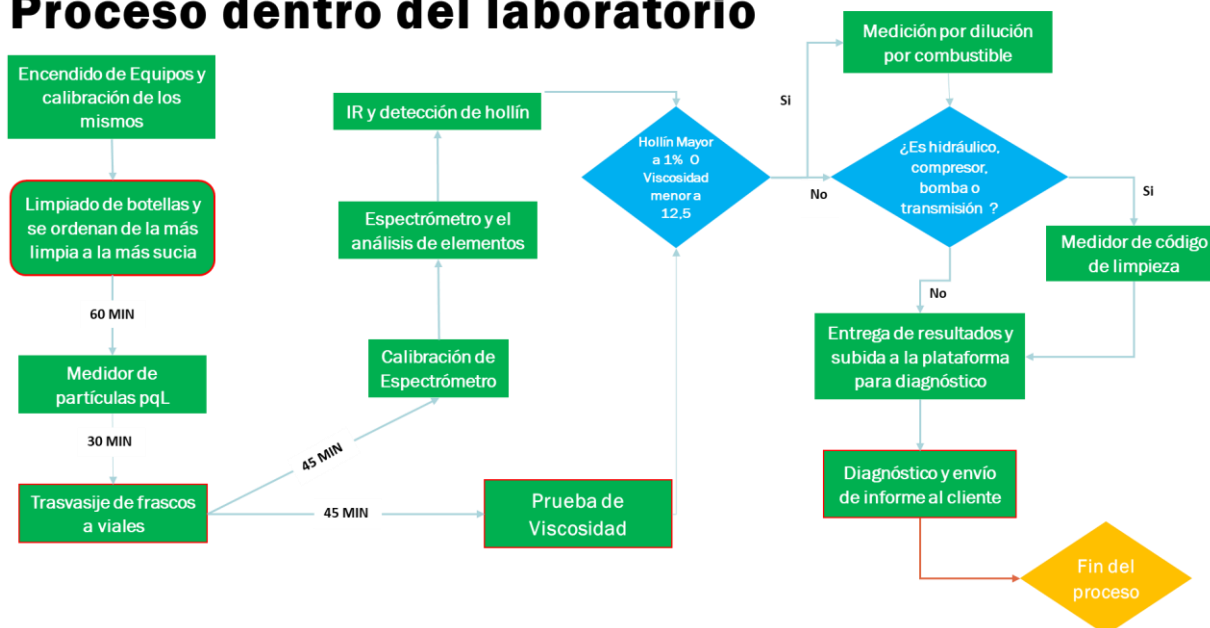 Proceso dentro del laboratorio
Encendido de Equipos y
calibración de los
mismos
Limpiado de botellas y
se ordenan de la más
limpia a la más sucia
60 MIN
Medidor de
partículas pqL
30 MIN
Trasvasije de frascos
a viales
45 MIN
45 MIN
Calibración de
Espectrómetro
Espectrómetro y el
análisis de elementos
IR y detección de hollín
Prueba de
Viscosidad
Hollín Mayor
a 1% O
Viscosidad
menor a
12,5
Si
No
Medición por dilución
por combustible
¿Es hidráulico,
compresor,
bomba o
transmisión ?
Si
No
Medidor de código
de limpieza
Entrega de resultados y
subida a la plataforma
para diagnóstico
Diagnóstico y envío
de informe al cliente
Fin del
proceso